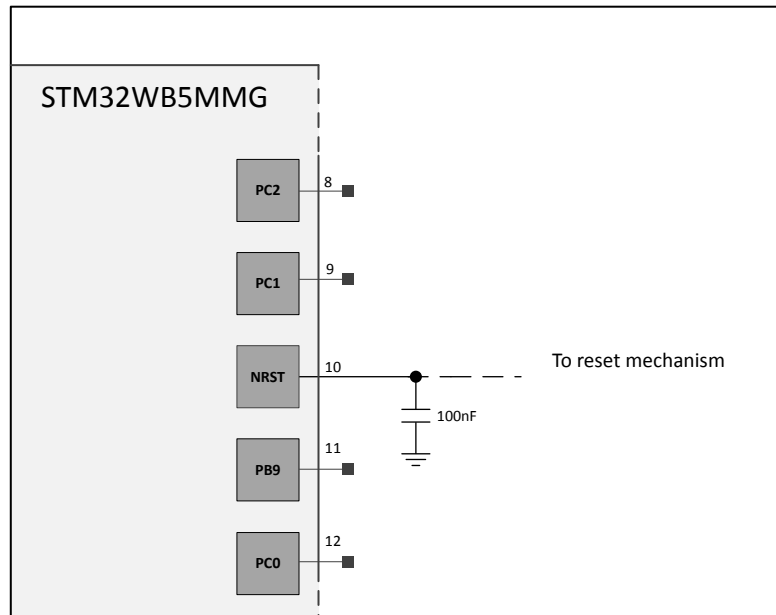 STM32WB5MMG
PC2
8
PC1
9
NRST
10
To reset mechanism
100nF
PB9
11
PC0
12